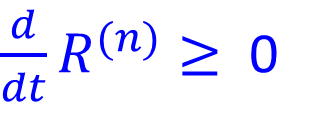 d/dt R^(n) ≥ 0